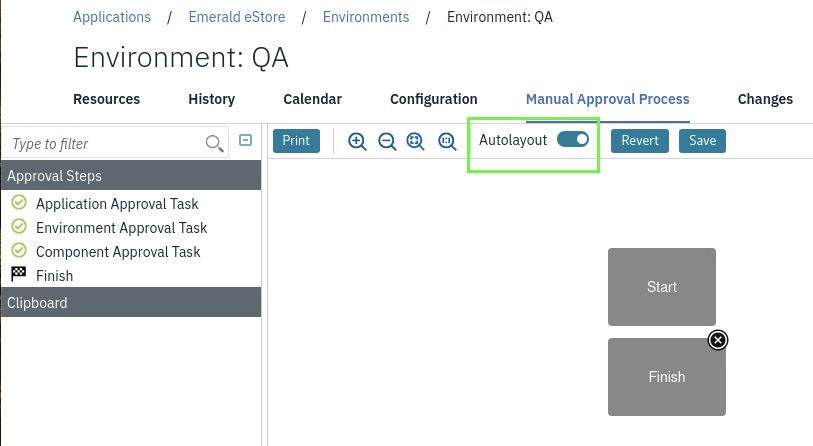 Applications / Emerald eStore / Environments / Environment: QA
Environment: QA
Resources History Calendar Configuration Manual Approval Process Changes
Type to filter
Print Autolayout Revert Save
Approval Steps
Application Approval Task
Environment Approval Task
Component Approval Task
Finish
Clipboard
Start
Finish